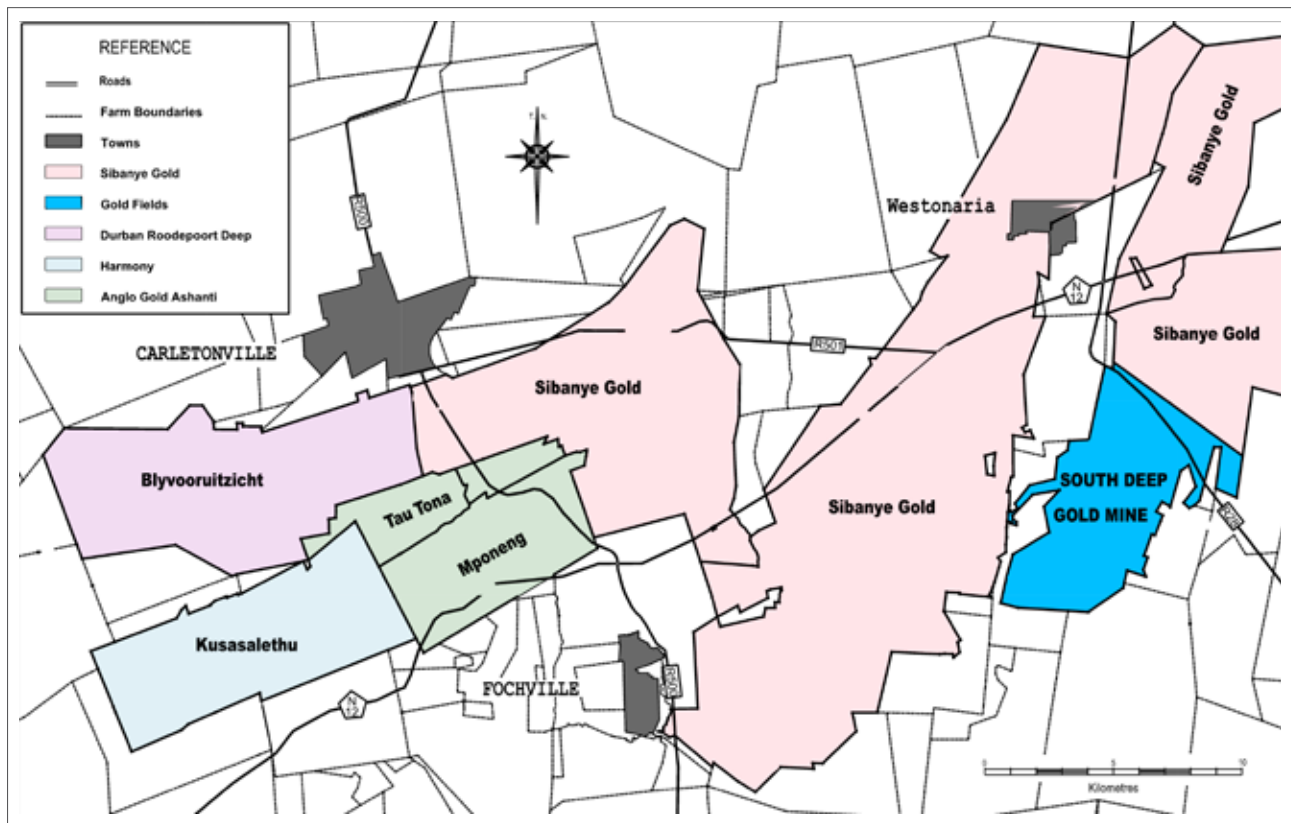 REFERENCE
Roads
Farm Boundaries
Towns
Sibanye Gold
Gold Fields
Durban Roodepoort Deep
Harmony
Anglo Gold Ashanti
T. N.
Sibanye Gold
Westonaria
N
12
CARLETONVILLE
R501
Sibanye Gold
Sibanye Gold
Blyvooruitzicht
Tau Tona
Mponeng
Sibanye Gold
SOUTH DEEP
GOLD MINE
Kusasalethu
FOCHVILLE
N
12
0
5
10
Kilometres